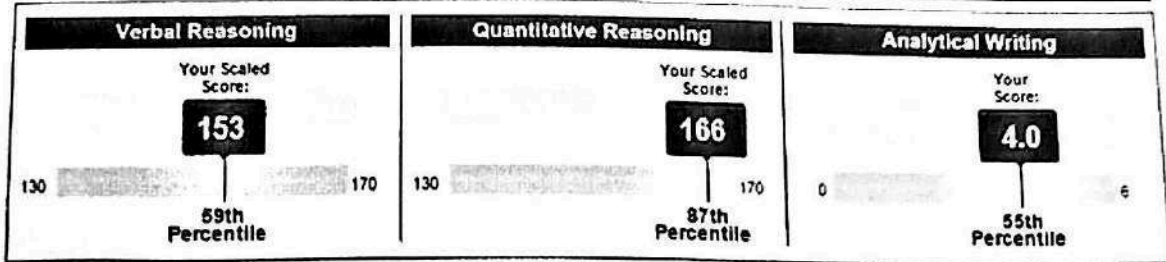 Verbal Reasoning
Your Scaled
Score:
153
130
170
59th
Percentile
Quantitative Reasoning
Your Scaled
Score:
166
130
170
87th
Percentile
Analytical Writing
Your
Score:
4.0
0
6
55th
Percentile